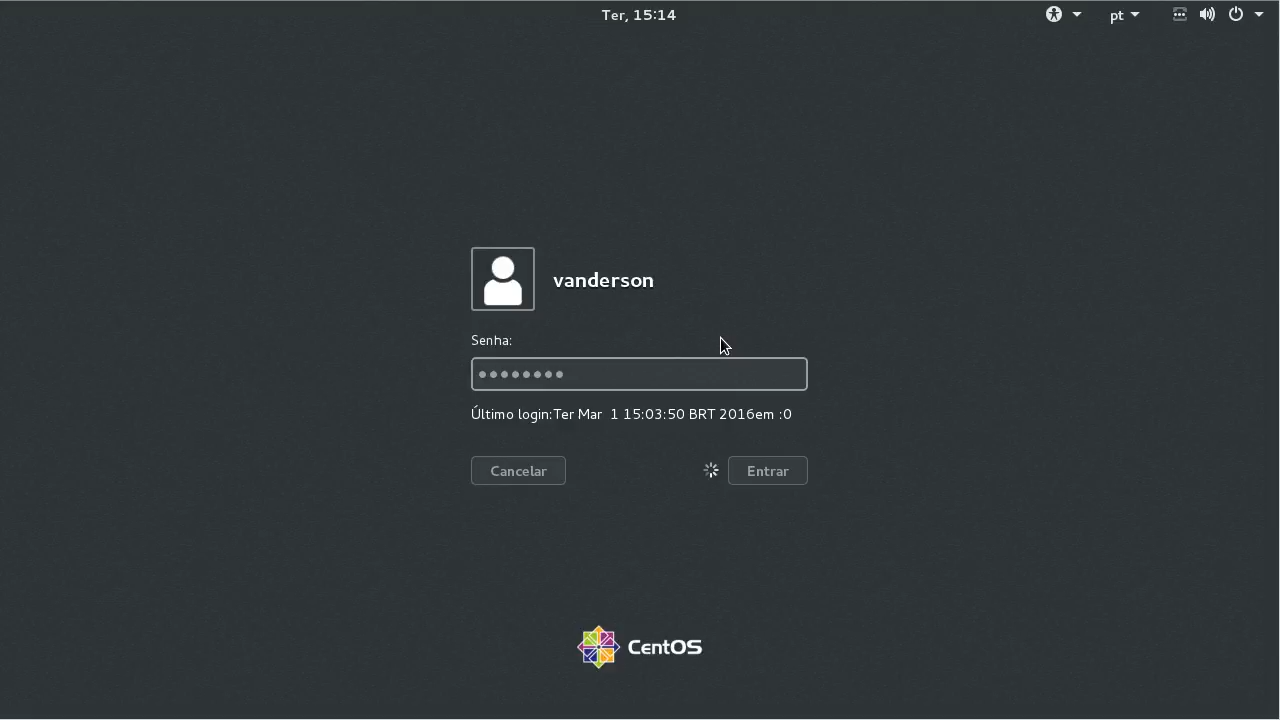 Ter, 15:14
pt
vanderson
Senha:
Último login:Ter Mar  1 15:03:50 BRT 2016em :0
Cancelar
Entrar
CentOS